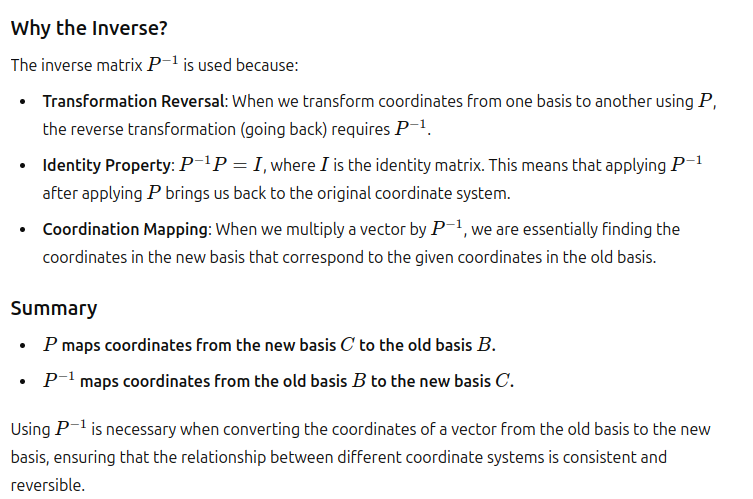 Why the Inverse?
The inverse matrix P⁻¹ is used because:
• Transformation Reversal: When we transform coordinates from one basis to another using P,
the reverse transformation (going back) requires P⁻¹.
• Identity Property: P⁻¹P = I, where I is the identity matrix. This means that applying P⁻¹
after applying P brings us back to the original coordinate system.
• Coordination Mapping: When we multiply a vector by P⁻¹, we are essentially finding the
coordinates in the new basis that correspond to the given coordinates in the old basis.
Summary
• P maps coordinates from the new basis C to the old basis B.
• P⁻¹ maps coordinates from the old basis B to the new basis C.
Using P⁻¹ is necessary when converting the coordinates of a vector from the old basis to the new
basis, ensuring that the relationship between different coordinate systems is consistent and
reversible.